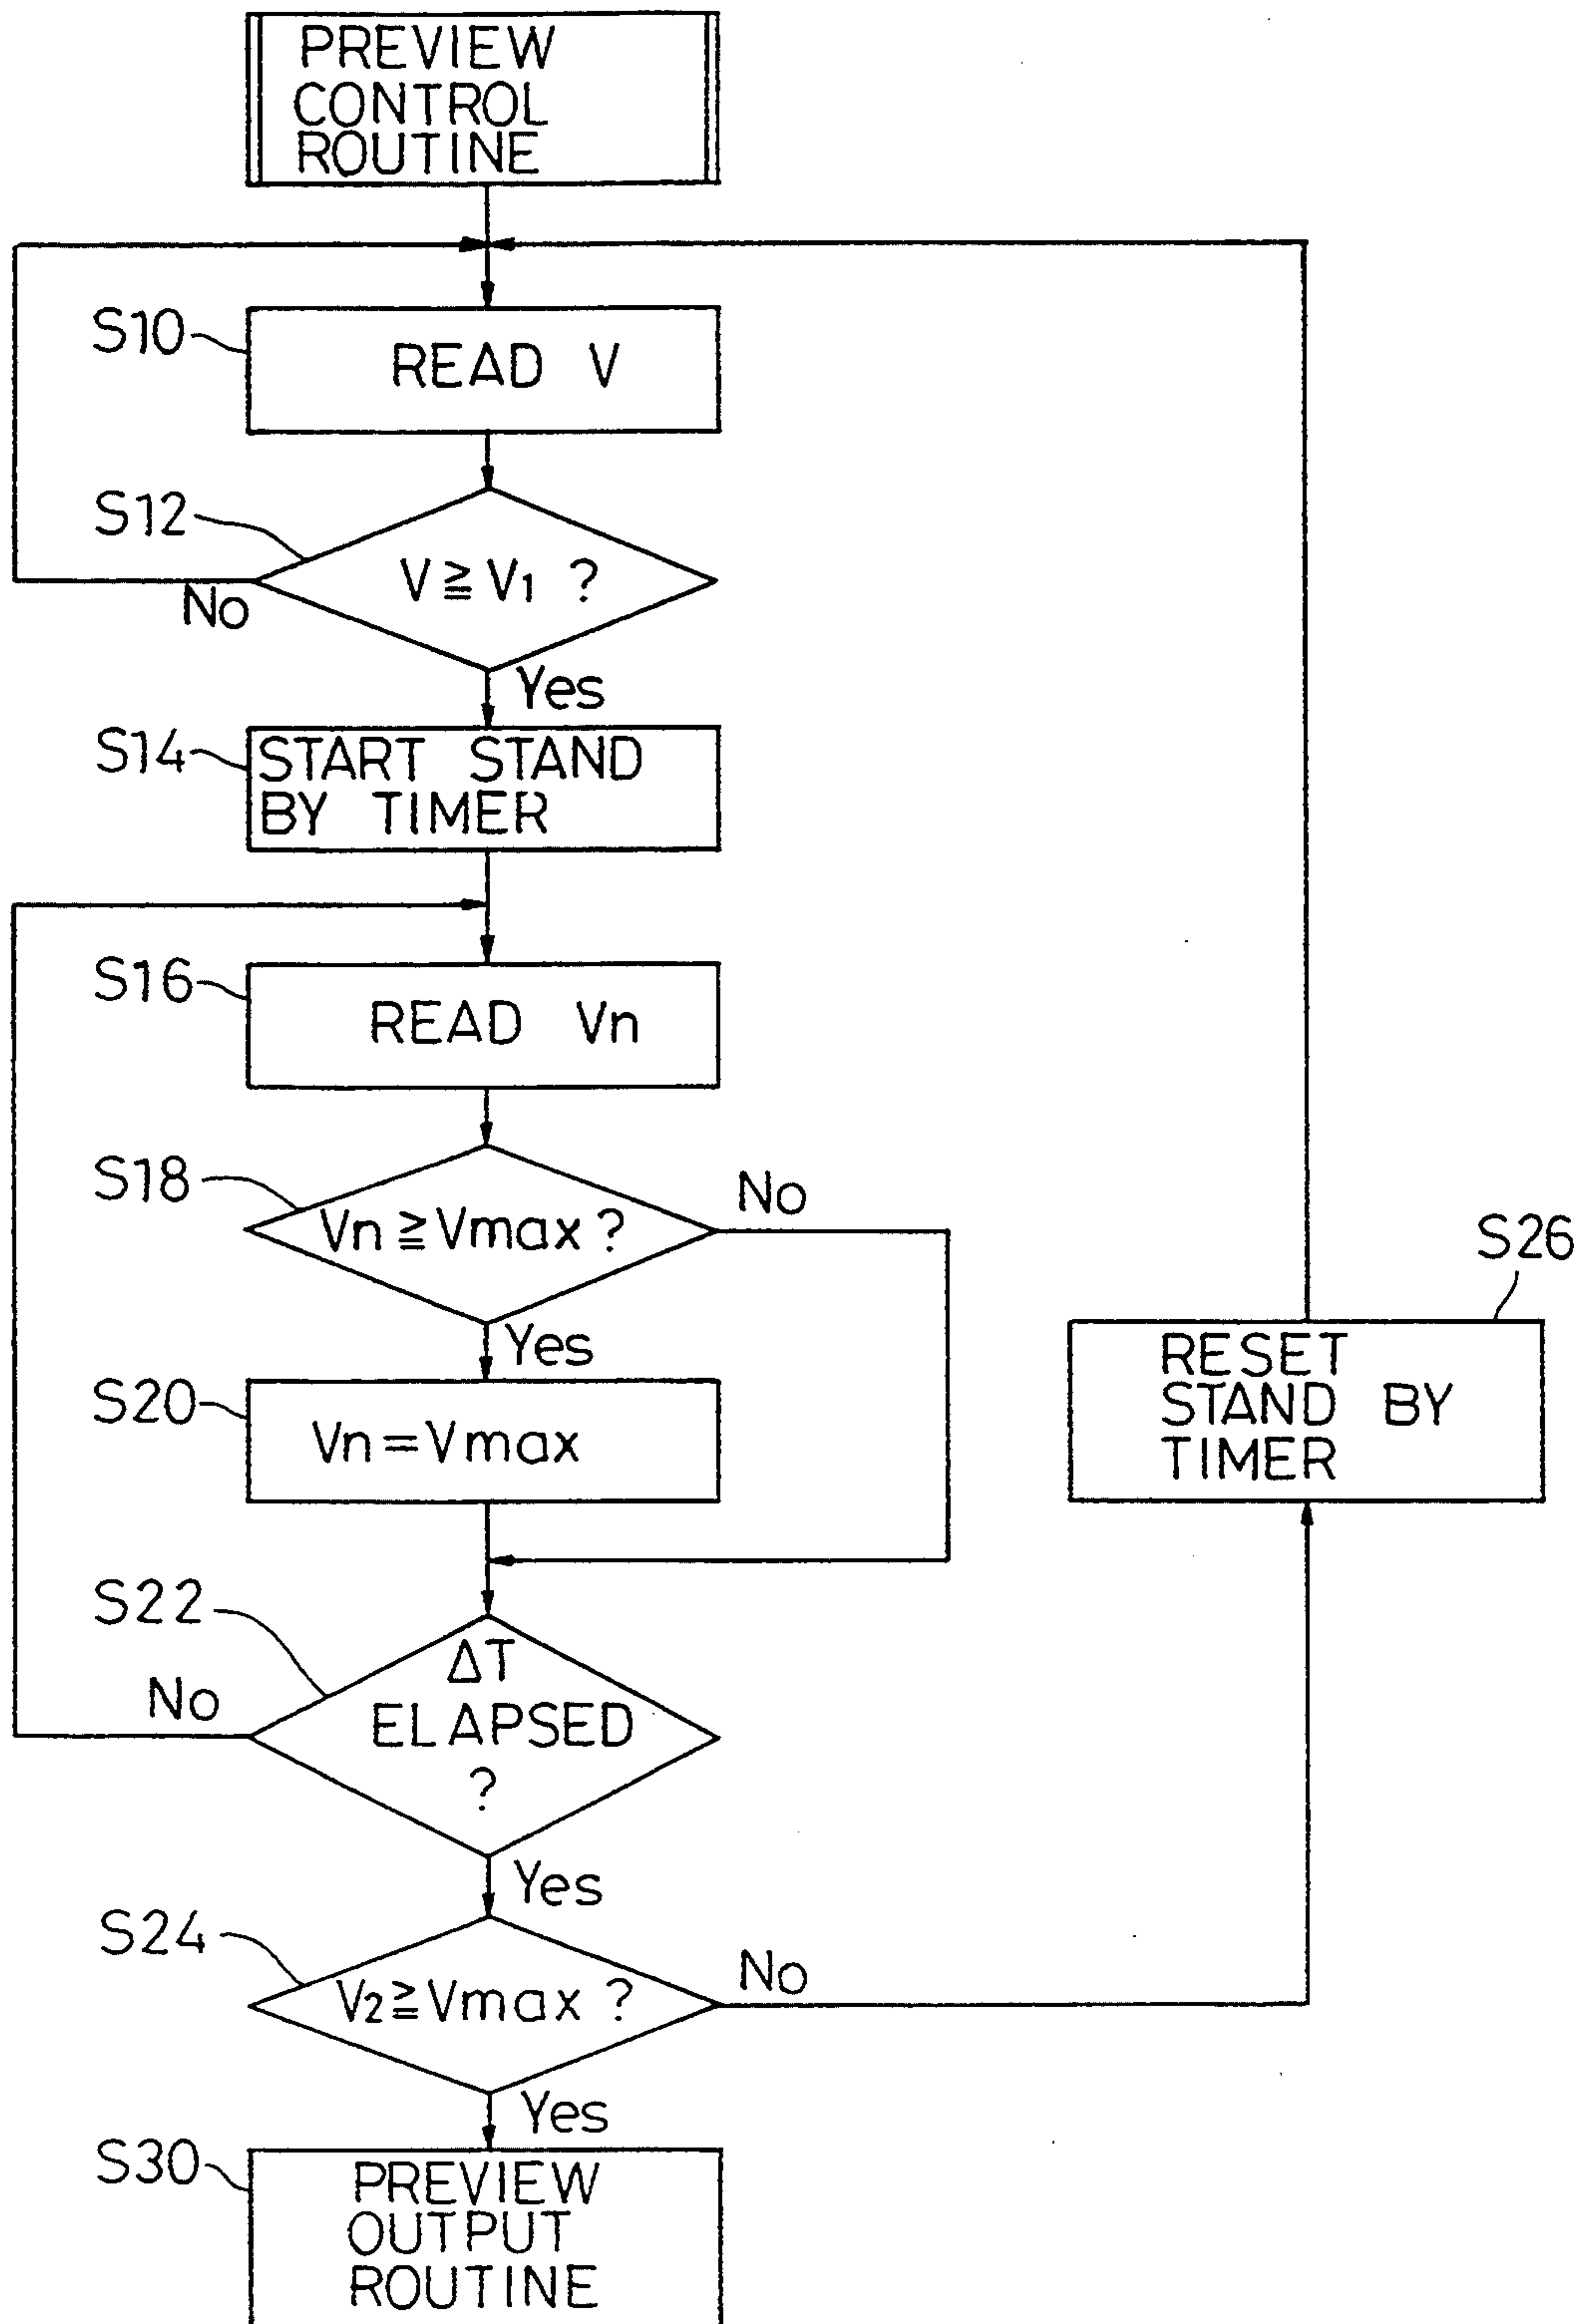 PREVIEW
CONTROL
ROUTINE
S10
READ V
S12
V ≧ V1 ?
No
Yes
S14
START STAND
BY TIMER
S16
READ Vn
S18
Vn ≧ Vmax ?
No
Yes
S20
Vn = Vmax
S26
RESET
STAND BY
TIMER
S22
ΔT
ELAPSED
?
No
Yes
S24
V2 ≧ Vmax ?
No
Yes
S30
PREVIEW
OUTPUT
ROUTINE